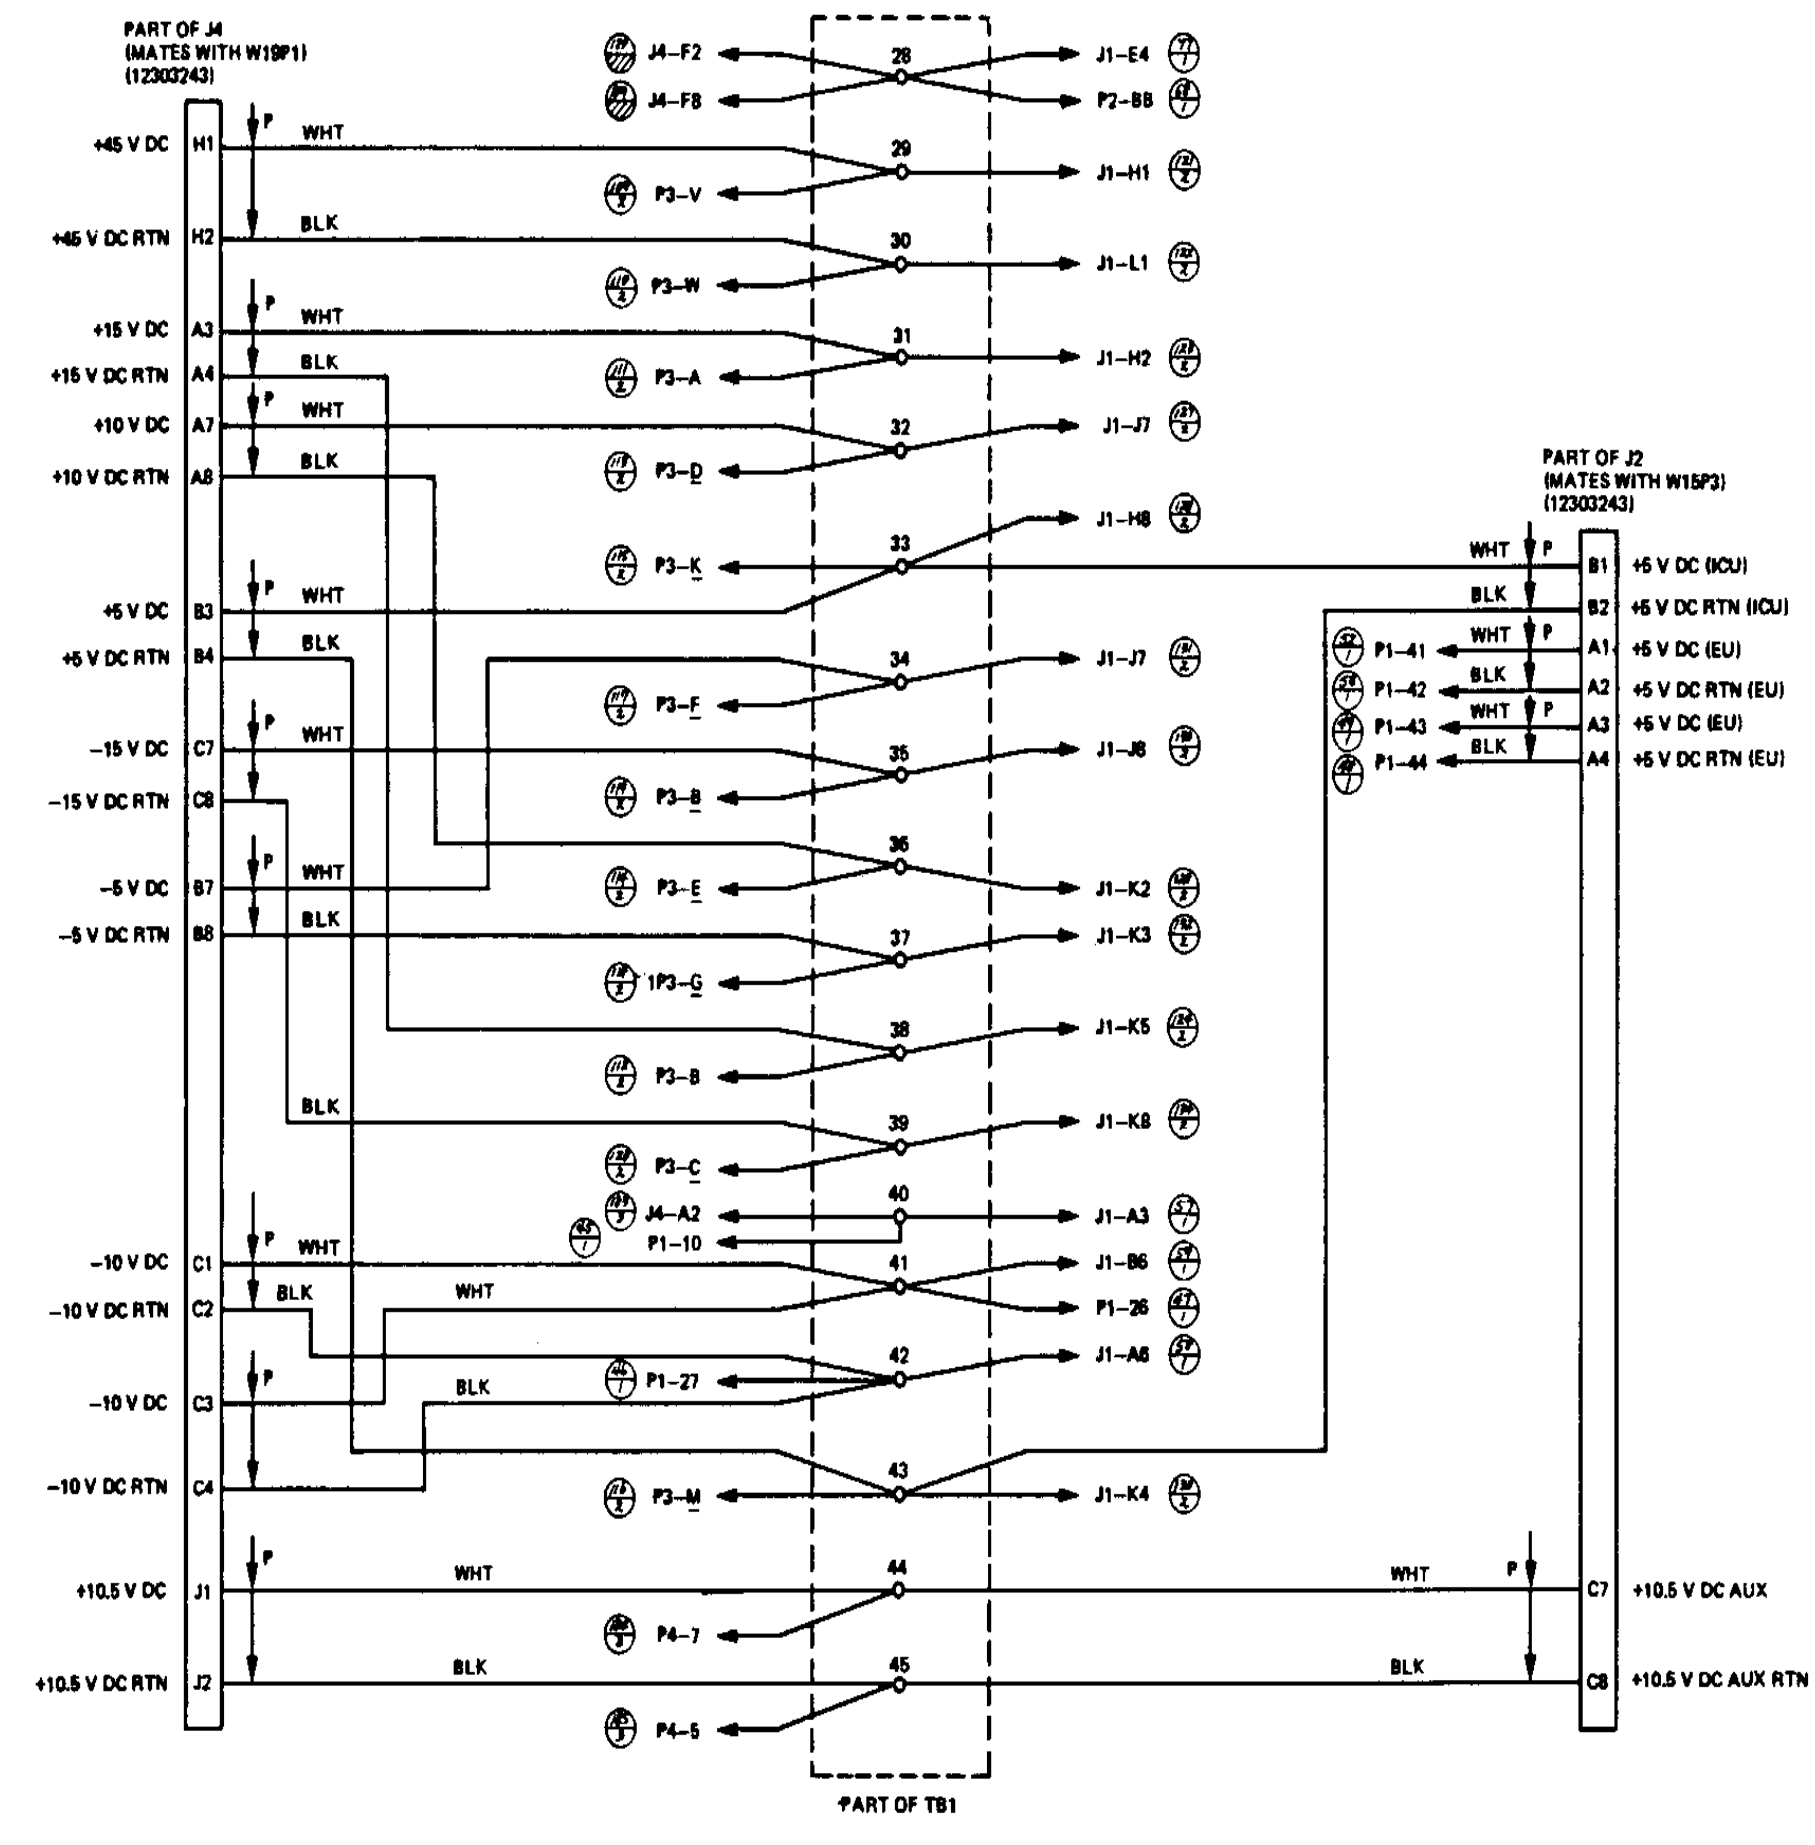 PART OF J4
(MATES WITH W19P1)
(12303243)
J4-F2
28
J1-E4
J4-F8
P2-BB
P
WHT
+45 V DC
H1
29
J1-H1
P3-V
BLK
+45 V DC RTN
H2
30
J1-L1
P3-W
P
WHT
+15 V DC
A3
31
J1-H2
BLK
+15 V DC RTN
A4
P3-A
P
WHT
+10 V DC
A7
32
J1-J7
BLK
+10 V DC RTN
A8
P3-D
PART OF J2
(MATES WITH W15P3)
(12303243)
J1-H8
33
P3-K
WHT
P
B1
+5 V DC (ICU)
P
WHT
+5 V DC
B3
BLK
B2
+5 V DC RTN (ICU)
BLK
+5 V DC RTN
B4
34
J1-J7
P3-F
WHT
P
P1-41
A1
+5 V DC (EU)
BLK
P1-42
A2
+5 V DC RTN (EU)
WHT
P
P1-43
A3
+5 V DC (EU)
BLK
P1-44
A4
+5 V DC RTN (EU)
P
WHT
-15 V DC
C7
35
J1-J8
-15 V DC RTN
C8
P3-B
36
P
WHT
-5 V DC
B7
P3-E
J1-K2
BLK
-5 V DC RTN
B8
37
J1-K3
1P3-G
38
J1-K5
P3-B
BLK
39
J1-K8
P3-C
40
J4-A2
J1-A3
45
1
P1-10
P
WHT
-10 V DC
C1
41
J1-B6
BLK
WHT
-10 V DC RTN
C2
P1-26
47
1
42
J1-A6
P1-27
P
BLK
-10 V DC
C3
43
-10 V DC RTN
C4
P3-M
J1-K4
P
WHT
44
WHT
P
+10.5 V DC
J1
C7
+10.5 V DC AUX
P4-7
BLK
45
BLK
+10.5 V DC RTN
J2
C8
+10.5 V DC AUX RTN
P4-5
PART OF TB1